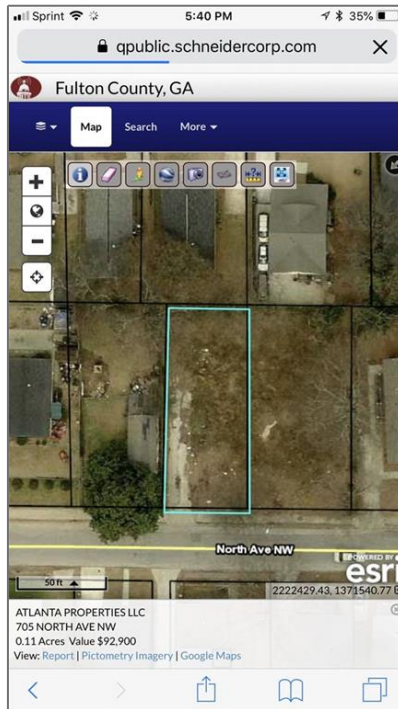 Sprint 5:40 PM 35%
qpublic.schneidercorp.com
Fulton County, GA
Map Search More
North Ave NW
POWERED BY
esri
50 ft
2222429.43, 1371540.77
ATLANTA PROPERTIES LLC
705 NORTH AVE NW
0.11 Acres Value $92,900
View: Report | Pictometry Imagery | Google Maps